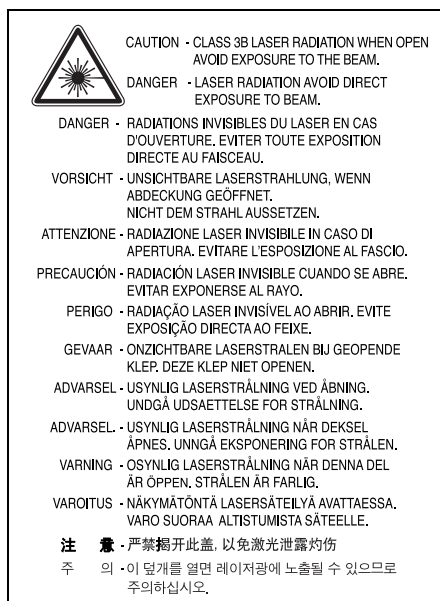 CAUTION - CLASS 3B LASER RADIATION WHEN OPEN
AVOID EXPOSURE TO THE BEAM.
DANGER - LASER RADIATION AVOID DIRECT
EXPOSURE TO BEAM.
DANGER - RADIATIONS INVISIBLES DU LASER EN CAS
D'OUVERTURE. EVITER TOUTE EXPOSITION
DIRECTE AU FAISCEAU.
VORSICHT - UNSICHTBARE LASERSTRAHLUNG, WENN
ABDECKUNG GEÖFFNET.
NICHT DEM STRAHL AUSSETZEN.
ATTENZIONE - RADIAZIONE LASER INVISIBILE IN CASO DI
APERTURA. EVITARE L'ESPOSIZIONE AL FASCIO.
PRECAUCIÓN - RADIACIÓN LASER INVISIBLE CUANDO SE ABRE.
EVITAR EXPONERSE AL RAYO.
PERIGO - RADIAÇÃO LASER INVISÍVEL AO ABRIR. EVITE
EXPOSIÇÃO DIRECTA AO FEIXE.
GEVAAR - ONZICHTBARE LASERSTRALEN BIJ GEOPENDE
KLEP. DEZE KLEP NIET OPENEN.
ADVARSEL - USYNLIG LASERSTRÅLNING VED ÅBNING.
UNDGÅ UDSAETTELSE FOR STRÅLNING.
ADVARSEL. - USYNLIG LASERSTRÅLNING NÅR DEKSEL
ÅPNES. UNNGÅ EKSPONERING FOR STRÅLEN.
VARNING - OSYNLIG LASERSTRÅLNING NÄR DENNA DEL
ÄR ÖPPEN. STRÅLEN ÄR FARLIG.
VAROITUS - NÄKYMÄTÖNTÄ LASERSÄTEILYÄ AVATTAESSA.
VARO SUORAA ALTISTUMISTA SÄTEELLE.
注 意 - 严禁揭开此盖, 以免激光泄露灼伤
주 의 - 이 덮개를 열면 레이저광에 노출될 수 있으므로
주의하십시오.